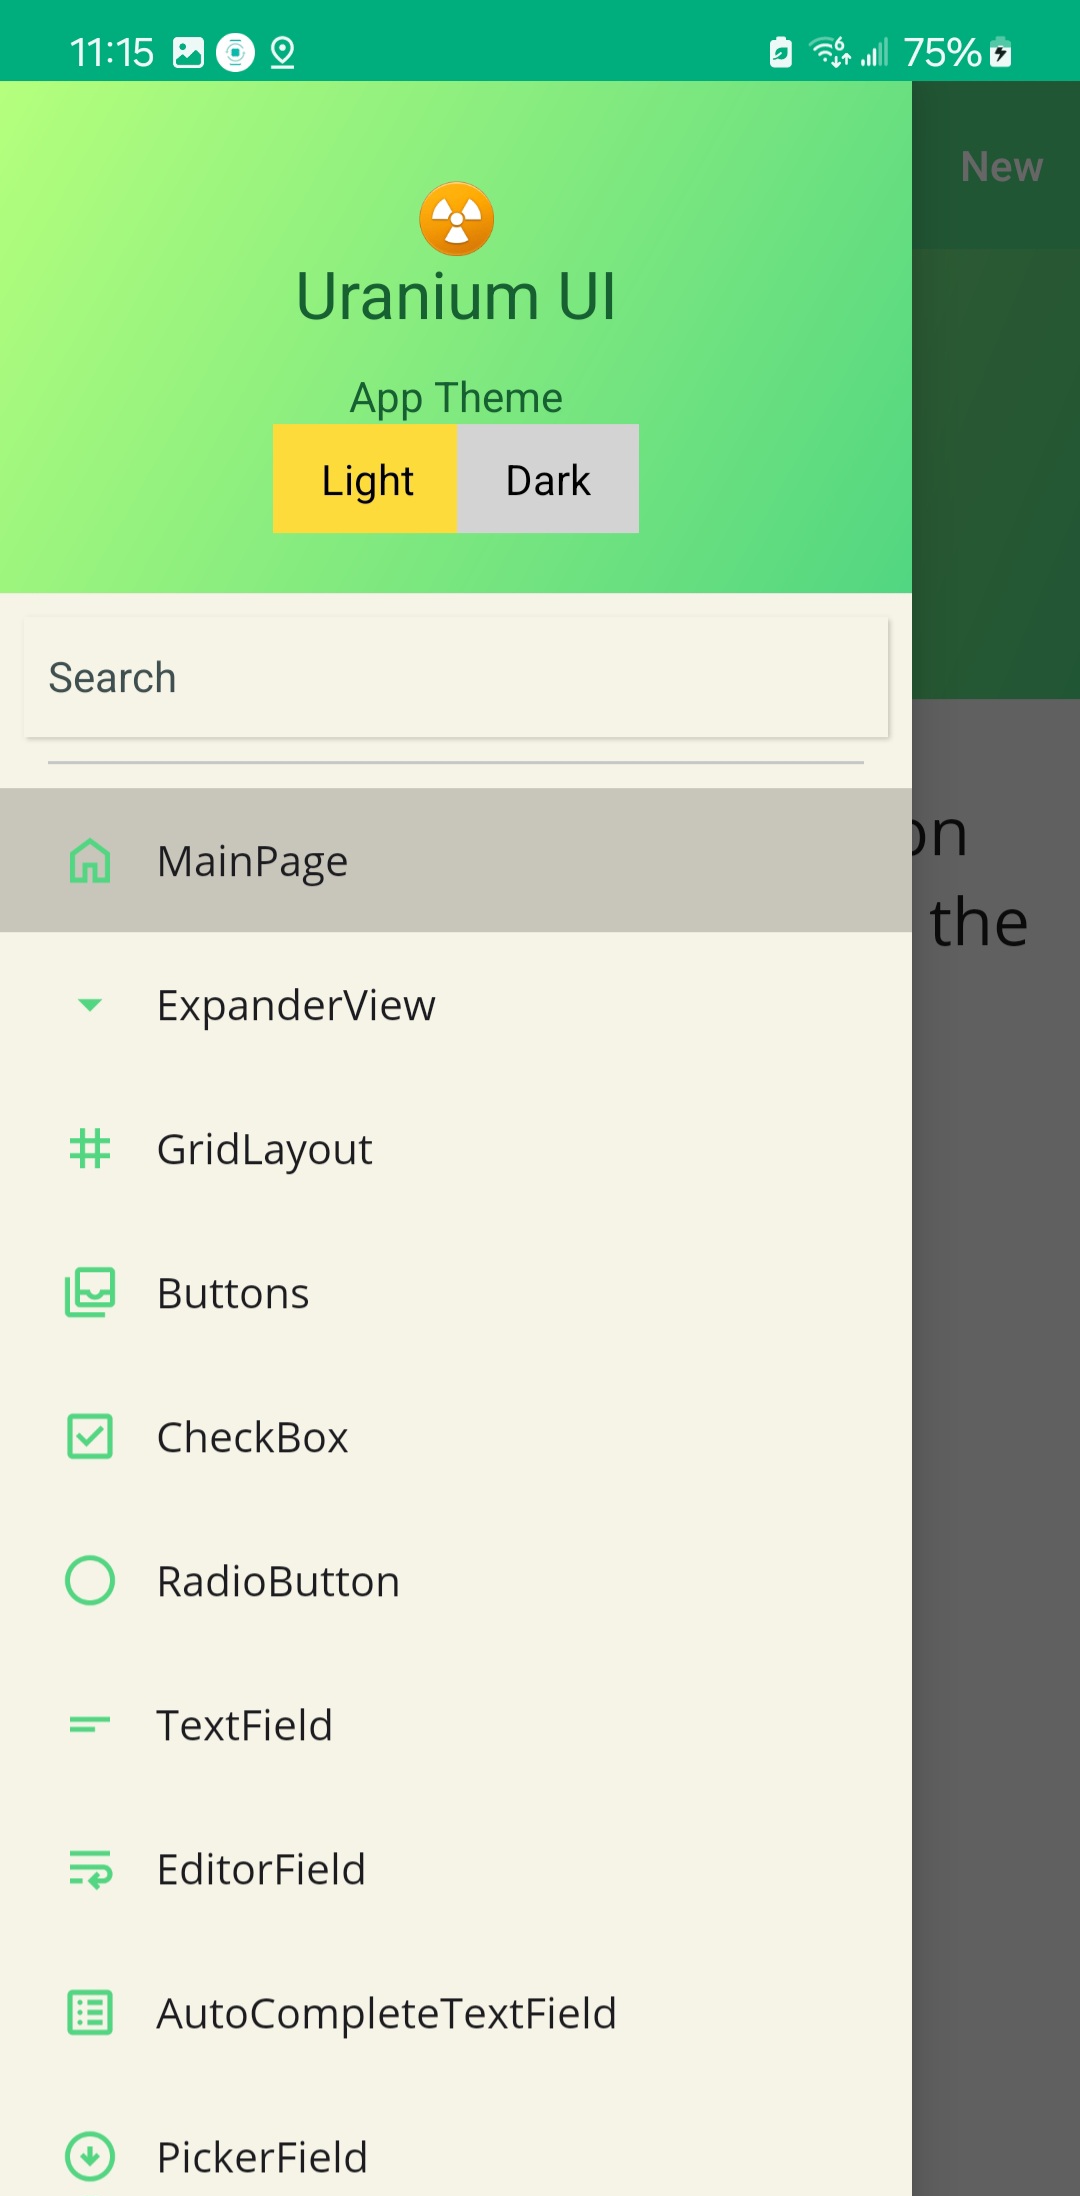 11:15
75%
New
Uranium UI
App Theme
Light Dark
Search
MainPage
on
the
ExpanderView
GridLayout
Buttons
CheckBox
RadioButton
TextField
EditorField
AutoCompleteTextField
PickerField